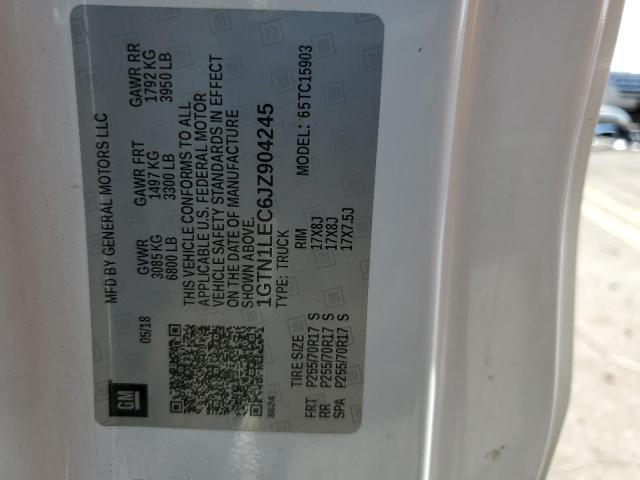 MFD BY GENERAL MOTORS LLC
05/18
GVWR GAWR FRT GAWR RR
3085 KG 1497 KG 1792 KG
6800 LB 3300 LB 3950 LB
THIS VEHICLE CONFORMS TO ALL
APPLICABLE U.S. FEDERAL MOTOR
VEHICLE SAFETY STANDARDS IN EFFECT
ON THE DATE OF MANUFACTURE
SHOWN ABOVE.
1GTN1LEC6JZ904245
TYPE: TRUCK MODEL: 65TC15903
GM
8624
TIRE SIZE RIM
FRT P255/70R17 S 17X8J
RR P255/70R17 S 17X8J
SPA P255/70R17 S 17X7.5J